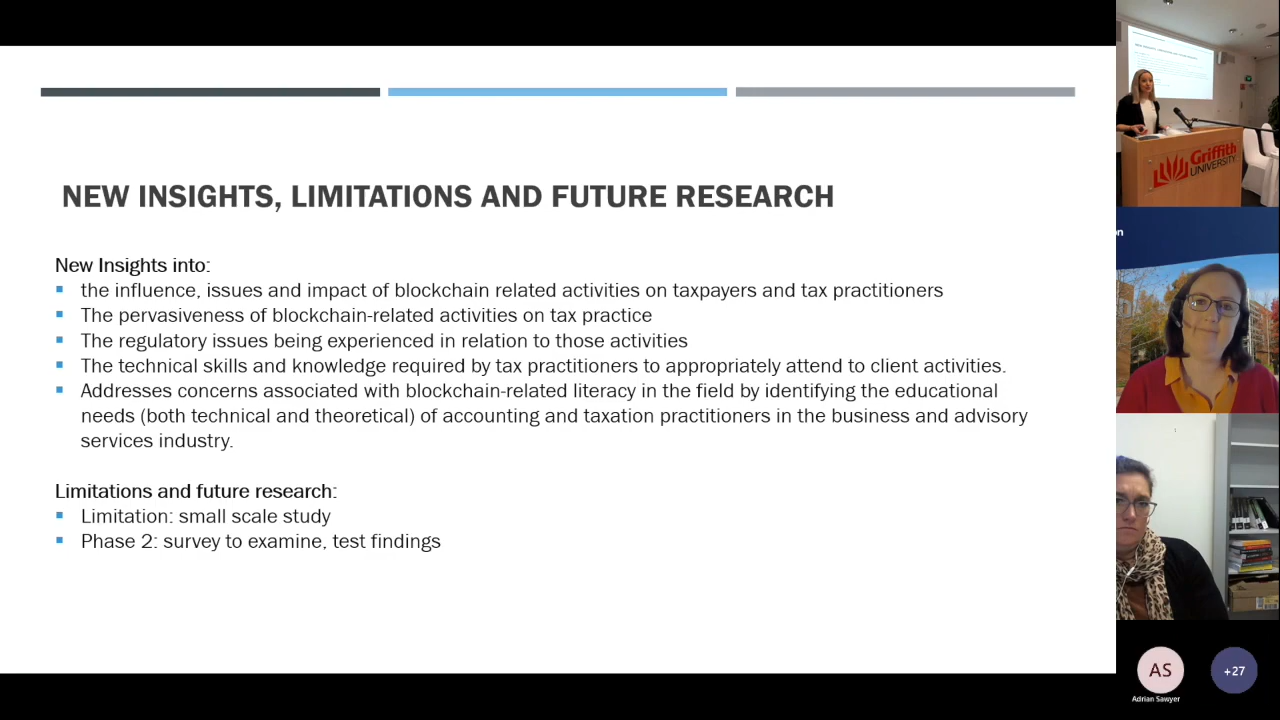 NEW INSIGHTS, LIMITATIONS AND FUTURE RESEARCH
New Insights into:
the influence, issues and impact of blockchain related activities on taxpayers and tax practitioners
The pervasiveness of blockchain-related activities on tax practice
The regulatory issues being experienced in relation to those activities
The technical skills and knowledge required by tax practitioners to appropriately attend to client activities.
Addresses concerns associated with blockchain-related literacy in the field by identifying the educational
needs (both technical and theoretical) of accounting and taxation practitioners in the business and advisory
services industry.
Limitations and future research:
Limitation: small scale study
Phase 2: survey to examine, test findings
Griffith
UNIVERSITY
on
AS
+27
Adrian Sawyer